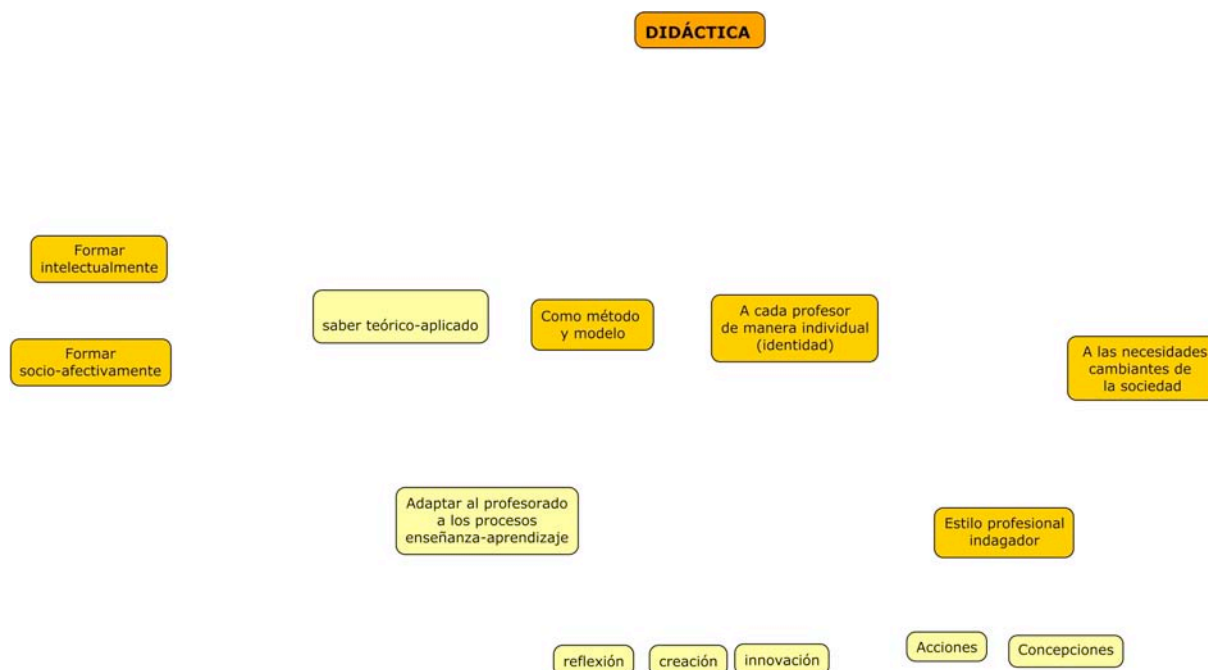 DIDÁCTICA
Formar
intelectualmente
Formar
socio-afectivamente
saber teórico-aplicado
Como método
y modelo
A cada profesor
de manera individual
(identidad)
A las necesidades
cambiantes de
la sociedad
Adaptar al profesorado
a los procesos
enseñanza-aprendizaje
Estilo profesional
indagador
reflexión
creación
innovación
Acciones
Concepciones